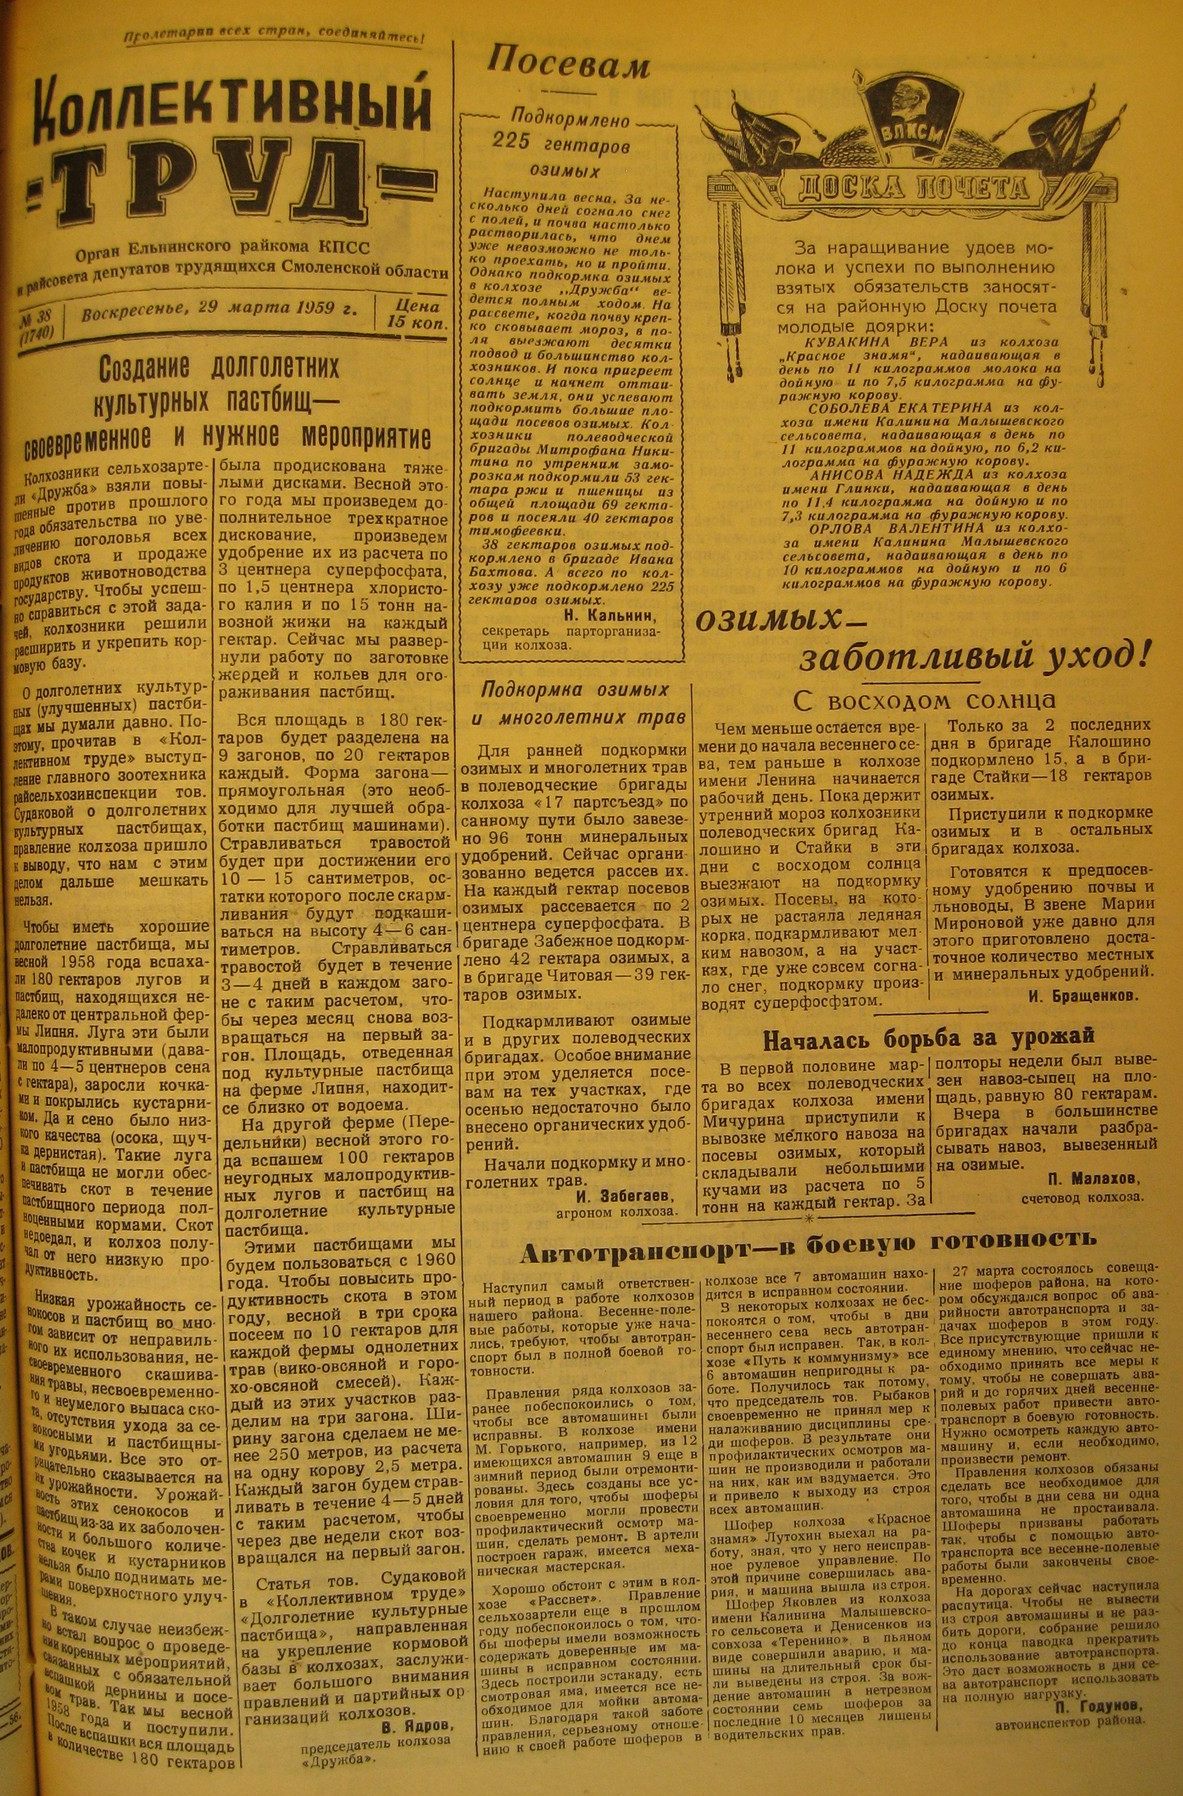 Пролетарии всех стран, соединяйтесь!
Коллективный
ТРУД
Орган Ельнинского райкома КПСС
и райсовета депутатов трудящихся Смоленской области
№ 38
(1740)
Воскресенье, 29 марта 1959 г.
Цена
15 коп.
Создание долголетних
культурных пастбищ—
своевременное и нужное мероприятие
Колхозники сельхозарте-
ли «Дружба» взяли повы-
шенные против прошлого
года обязательства по уве-
личению поголовья всех
видов скота и продаже
продуктов животноводства
государству. Чтобы успеш-
но справиться с этой зада-
чей, колхозники решили
расширить и укрепить кор-
мовую базу.
О долголетних культур-
ных (улучшенных) пастби-
щах мы думали давно. По-
этому, прочитав в «Кол-
лективном труде» выступ-
ление главного зоотехника
райсельхозинспекции тов.
Судаковой о долголетних
культурных пастбищах,
правление колхоза пришло
к выводу, что нам с этим
делом дальше мешкать
нельзя.
Чтобы иметь хорошие
долголетние пастбища, мы
весной 1958 года вспаха-
ли 180 гектаров лугов и
пастбищ, находящихся не-
далеко от центральной фер-
мы Липня. Луга эти были
малопродуктивными (дава-
ли по 4—5 центнеров сена
с гектара), заросли кочка-
ми и покрылись кустарни-
ком. Да и сено было низ-
кого качества (осока, щуч-
ка дернистая). Такие луга
и пастбища не могли обес-
печивать скот в течение
пастбищного периода пол-
ноценными кормами. Скот
недоедал, и колхоз полу-
чал от него низкую про-
дуктивность.
Низкая урожайность се-
нокосов и пастбищ во мно-
гом зависит от неправиль-
ного их использования, не-
своевременного скашива-
ния травы, несвоевременно-
го и неумелого выпаса ско-
та, отсутствия ухода за се-
нокосными и пастбищны-
ми угодьями. Все это от-
рицательно сказывается на
их урожайности. Урожай-
ность этих сенокосов и
пастбищ из-за их заболочен-
ности и большого количе-
ства кочек и кустарников
нельзя было поднимать ме-
рами поверхностного улуч-
шения.
В таком случае неизбеж-
но встал вопрос о проведе-
нии коренных мероприятий,
связанных с обязательной
вспашкой дернины и посе-
вом трав. Так мы весной
1958 года и поступили.
После вспашки вся площадь
в количестве 180 гектаров
была продискована тяже-
лыми дисками. Весной это-
го года мы произведем до-
полнительное трехкратное
дискование, произведем
удобрение их из расчета по
3 центнера суперфосфата,
по 1,5 центнера хлористо-
го калия и по 15 тонн на-
возной жижи на каждый
гектар. Сейчас мы развер-
нули работу по заготовке
жердей и кольев для ого-
раживания пастбищ.
Вся площадь в 180 гек-
таров будет разделена на
9 загонов, по 20 гектаров
каждый. Форма загона—
прямоугольная (это необ-
ходимо для лучшей обра-
ботки пастбищ машинами).
Стравливаться травостой
будет при достижении его
10 — 15 сантиметров, ос-
татки которого после скарм-
ливания будут подкаши-
ваться на высоту 4—6 сан-
тиметров. Стравливаться
травостой будет в течение
3—4 дней в каждом заго-
не с таким расчетом, что-
бы через месяц снова воз-
вращаться на первый за-
гон. Площадь, отведенная
под культурные пастбища
на ферме Липня, находит-
се близко от водоема.
На другой ферме (Пере-
дельники) весной этого го-
да вспашем 100 гектаров
неугодных малопродуктив-
ных лугов и пастбищ на
долголетние культурные
пастбища.
Этими пастбищами мы
будем пользоваться с 1960
года. Чтобы повысить про-
дуктивность скота в этом
году, весной в три срока
посеем по 10 гектаров для
каждой фермы однолетних
трав (вико-овсяной и горо-
хо-овсяной смесей). Каж-
дый из этих участков раз-
делим на три загона. Ши-
рину загона сделаем не ме-
нее 250 метров, из расчета
на одну корову 2,5 метра.
Каждый загон будем страв-
ливать в течение 4—5 дней
с таким расчетом, чтобы
через две недели скот воз-
вращался на первый загон.
Статья тов. Судаковой
в «Коллективном труде»
«Долголетние культурные
пастбища», направленная
на укрепление кормовой
базы в колхозах, заслужи-
вает большого внимания
правлений и партийных ор-
ганизаций колхозов.
В. Ядров,
председатель колхоза
«Дружба».
Посевам
Подкормлено
225 гектаров
озимых
Наступила весна. За не-
сколько дней согнало снег
с полей, и почва настолько
растворилась, что днем
уже невозможно не толь-
ко проехать, но и пройти.
Однако подкормка озимых
в колхозе „Дружба“ ве-
дется полным ходом. На
рассвете, когда почву креп-
ко сковывает мороз, в по-
ля выезжают десятки
подвод и большинство кол-
хозников. И пока пригреет
солнце и начнет оттаи-
вать земля, они успевают
подкормить большие пло-
щади посевов озимых. Кол
хозники полеводческой
бригады Митрофана Ники-
тина по утренним замо-
розкам подкормили 53 гек-
тара ржи и пшеницы из
общей площади 69 гекта-
ров и посеяли 40 гектаров
тимофеевки.
38 гектаров озимых под-
кормлено в бригаде Ивана
Бахтова. А всего по кол-
хозу уже подкормлено 225
гектаров озимых.
Н. Кальнин,
секретарь парторганиза-
ции колхоза.
ВЛКСМ
ДОСКА ПОЧЕТА
За наращивание удоев мо-
лока и успехи по выполнению
взятых обязательств заносят-
ся на районную Доску почета
молодые доярки:
КУВАКИНА ВЕРА из колхоза
„Красное знамя“, надаивающая в
день по 11 килограммов молока на
дойную и по 7,5 килограмма на фу-
ражную корову.
СОБОЛЕВА ЕКАТЕРИНА из кол-
хоза имени Калинина Малышевского
сельсовета, надаивающая в день по
11 килограммов на дойную, по 6,2 ки-
лограмма на фуражную корову.
АНИСОВА НАДЕЖДА из колхоза
имени Глинки, надаивающая в день
по 11,4 килограмма на дойную и по
7,3 килограмма на фуражную корову.
ОРЛОВА ВАЛЕНТИНА из колхо-
за имени Калинина Малышевского
сельсовета, надаивающая в день по
10 килограммов на дойную и по 6
килограммов на фуражную корову.
озимых—
заботливый уход!
Подкормка озимых
и многолетних трав
Для ранней подкормки
озимых и многолетних трав
в полеводческие бригады
колхоза «17 партсъезд» по
санному пути было завезе-
но 96 тонн минеральных
удобрений. Сейчас органи-
зованно ведется рассев их.
На каждый гектар посевов
озимых рассевается по 2
центнера суперфосфата. В
бригаде Забежное подкорм-
лено 42 гектара озимых, а
в бригаде Читовая—39 гек-
таров озимых.
Подкармливают озимые
и в других полеводческих
бригадах. Особое внимание
при этом уделяется посе-
вам на тех участках, где
осенью недостаточно было
внесено органических удоб-
рений.
Начали подкормку и мно-
голетних трав.
И. Забегаев,
агроном колхоза.
С восходом солнца
Чем меньше остается вре-
мени до начала весеннего се-
ва, тем раньше в колхозе
имени Ленина начинается
рабочий день. Пока держит
утренний мороз колхозники
полеводческих бригад Ка-
лошино и Стайки в эти
дни с восходом солнца
выезжают на подкормку
озимых. Посевы, на кото-
рых не растаяла ледяная
корка, подкармливают мел-
ким навозом, а на участ-
ках, где уже совсем согна-
ло снег, подкормку произ-
водят суперфосфатом.
Только за 2 последних
дня в бригаде Калошино
подкормлено 15, а в бри-
гаде Стайки—18 гектаров
озимых.
Приступили к подкормке
озимых и в остальных
бригадах колхоза.
Готовятся к предпосев-
ному удобрению почвы и
льноводы. В звене Марии
Мироновой уже давно для
этого приготовлено доста-
точное количество местных
и минеральных удобрений.
И. Бращенков.
Началась борьба за урожай
В первой половине мар-
та во всех полеводческих
бригадах колхоза имени
Мичурина приступили к
вывозке мелкого навоза на
посевы озимых, который
складывали небольшими
кучами из расчета по 5
тонн на каждый гектар. За
полторы недели был выве-
зен навоз-сыпец на пло-
щадь, равную 80 гектарам.
Вчера в большинстве
бригадах начали разбра-
сывать навоз, вывезенный
на озимые.
П. Малахов,
счетовод колхоза.
Автотранспорт—в боевую готовность
Наступил самый ответствен-
ный период в работе колхозов
нашего района. Весенне-поле-
вые работы, которые уже нача-
лись, требуют, чтобы автотран-
спорт был в полной боевой го-
товности.
Правления ряда колхозов за-
ранее побеспокоились о том,
чтобы все автомашины были
исправны. В колхозе имени
М. Горького, например, из 12
имеющихся автомашин 9 еще в
зимний период были отремонти-
рованы. Здесь созданы все ус-
ловия для того, чтобы шоферы
своевременно могли провести
профилактический осмотр ма-
шин, сделать ремонт. В артели
построен гараж, имеется меха-
ническая мастерская.
Хорошо обстоит с этим в кол-
хозе «Рассвет». Правление
сельхозартели еще в прошлом
году побеспокоилось о том, что-
бы шоферы имели возможность
содержать доверенные им ма-
шины в исправном состоянии.
Здесь построили эстакаду, есть
смотровая яма, имеется все не-
обходимое для мойки автома-
шин. Благодаря такой заботе
правления, серьезному отноше-
нию к своей работе шоферов в
колхозе все 7 автомашин нахо-
дятся в исправном состоянии.
В некоторых колхозах не бес-
покоятся о том, чтобы в дни
весеннего сева весь автотран-
спорт был исправен. Так, в кол-
хозе «Путь к коммунизму» все
6 автомашин непригодны к ра-
боте. Получилось так потому,
что председатель тов. Рыбаков
своевременно не принял мер к
налаживанию дисциплины сре-
ди шоферов. В результате они
профилактических осмотров ма-
шин не производили и работали
на них, как им вздумается. Это
и привело к выходу из строя
всех автомашин.
Шофер колхоза «Красное
знамя» Лутохин выехал на ра-
боту, зная, что у него неисправ-
ное рулевое управление. По
этой причине совершилась ава-
рия, и машина вышла из строя.
Шофер Яковлев из колхоза
имени Калинина Малышевско-
го сельсовета и Денисенков из
совхоза «Теренино», в пьяном
виде совершили аварию, и ма-
шины на длительный срок бы-
ли выведены из строя. За вож-
дение автомашин в нетрезвом
состоянии семь шоферов за
последние 10 месяцев лишены
водительских прав.
27 марта состоялось совеща-
ние шоферов района, на кото-
ром обсуждался вопрос об ава-
рийности автотранспорта и за-
дачах шоферов в этом году.
Все присутствующие пришли к
единому мнению, что сейчас не-
обходимо принять все меры к
тому, чтобы не совершать ава-
рий и до горячих дней весенне-
полевых работ привести авто-
транспорт в боевую готовность.
Нужно осмотреть каждую авто-
машину и, если необходимо,
произвести ремонт.
Правления колхозов обязаны
сделать все необходимое для
того, чтобы в дни сева ни одна
автомашина не простаивала.
Шоферы призваны работать
так, чтобы с помощью авто-
транспорта все весенне-полевые
работы были закончены свое-
временно.
На дорогах сейчас наступила
распутица. Чтобы не вывести
из строя автомашины и не раз-
бить дороги, собрание решило
до конца паводка прекратить
использование автотранспорта.
Это даст возможность в дни се-
ва автотранспорт использовать
на полную нагрузку.
П. Годунов,
автоинспектор района.